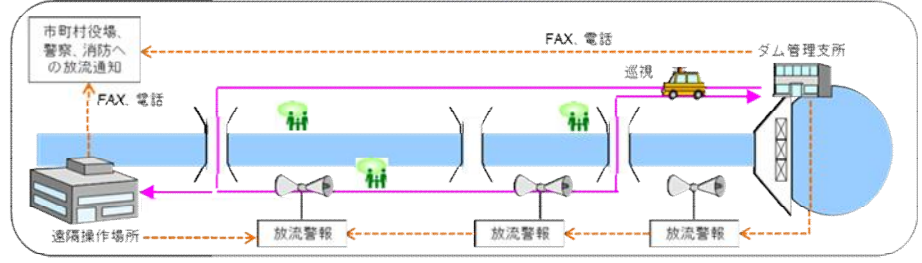 市町村役場、
警察、消防へ
の放流通知
FAX、電話
ダム管理支所
巡視
FAX、電話
遠隔操作場所
放流警報
放流警報
放流警報